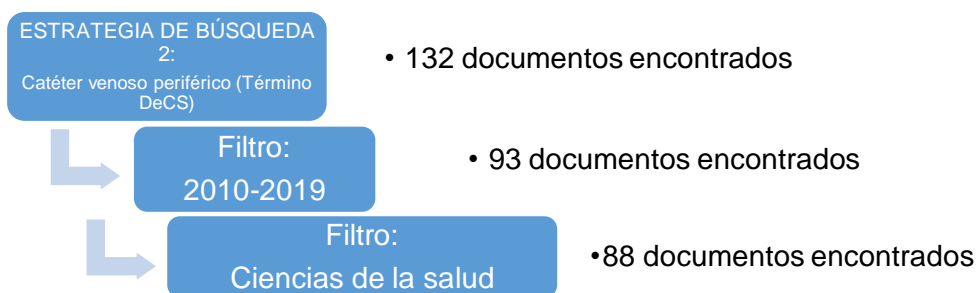 ESTRATEGIA DE BÚSQUEDA
2:
Catéter venoso periférico (Término
DeCS)
• 132 documentos encontrados
Filtro:
2010-2019
• 93 documentos encontrados
Filtro:
Ciencias de la salud
•88 documentos encontrados